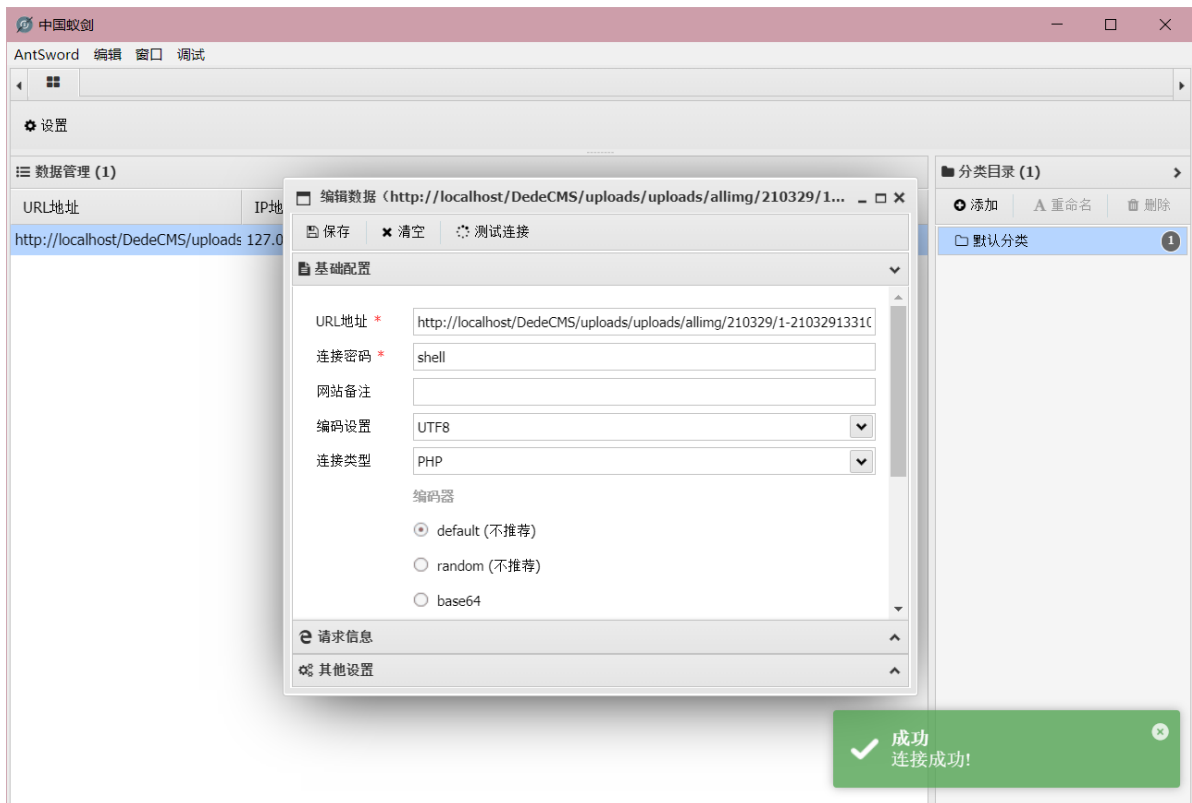 中国蚁剑
AntSword 编辑 窗口 调试
设置
数据管理 (1)
URL地址 IP地
http://localhost/DedeCMS/uploads 127.0
编辑数据 (http://localhost/DedeCMS/uploads/uploads/allimg/210329/1...
保存 清空 测试连接
基础配置
URL地址 * http://localhost/DedeCMS/uploads/uploads/allimg/210329/1-2103291331
连接密码 * shell
网站备注
编码设置 UTF8
连接类型 PHP
编码器
default (不推荐)
random (不推荐)
base64
请求信息
其他设置
分类目录 (1)
添加 A 重命名 删除
默认分类 1
成功
连接成功!